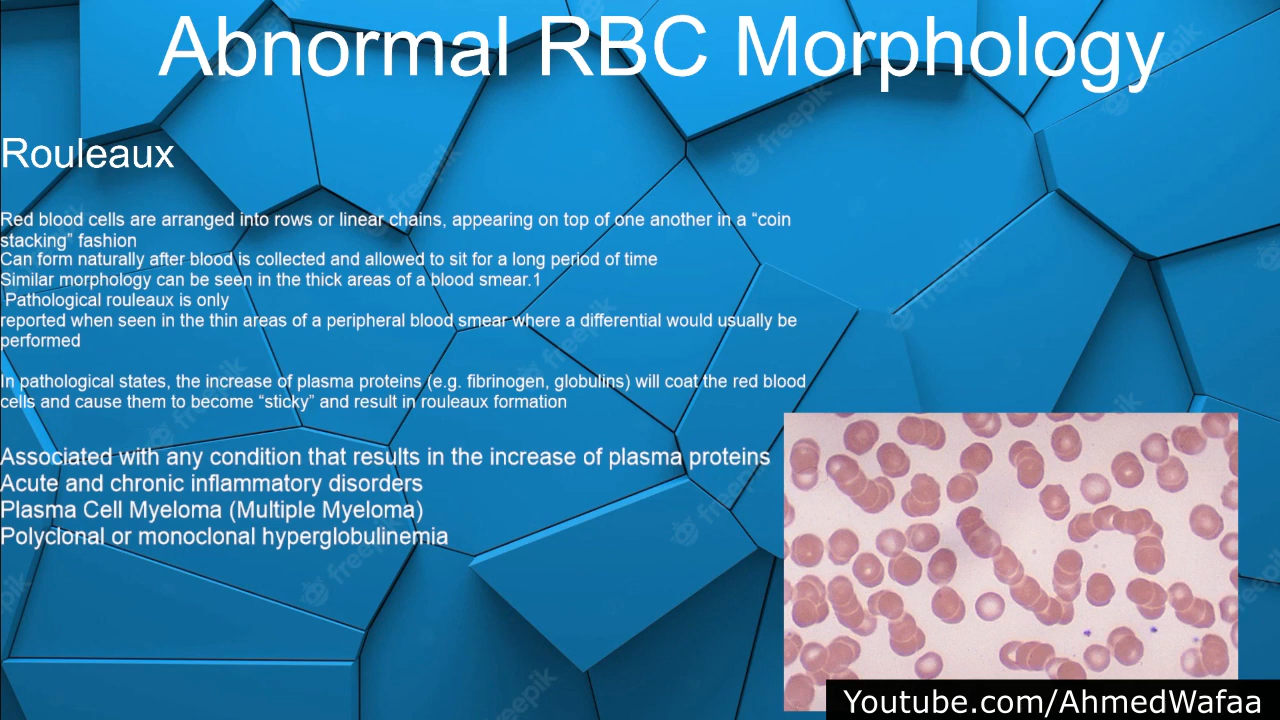 Abnormal RBC Morphology
Rouleaux
Red blood cells are arranged into rows or linear chains, appearing on top of one another in a “coin
stacking” fashion
Can form naturally after blood is collected and allowed to sit for a long period of time
Similar morphology can be seen in the thick areas of a blood smear.1
Pathological rouleaux is only
reported when seen in the thin areas of a peripheral blood smear where a differential would usually be
performed
In pathological states, the increase of plasma proteins (e.g. fibrinogen, globulins) will coat the red blood
cells and cause them to become “sticky” and result in rouleaux formation
Associated with any condition that results in the increase of plasma proteins
Acute and chronic inflammatory disorders
Plasma Cell Myeloma (Multiple Myeloma)
Polyclonal or monoclonal hyperglobulinemia
Youtube.com/AhmedWafaa
freepik
freepik
freepik
freepik
freepik
freepik